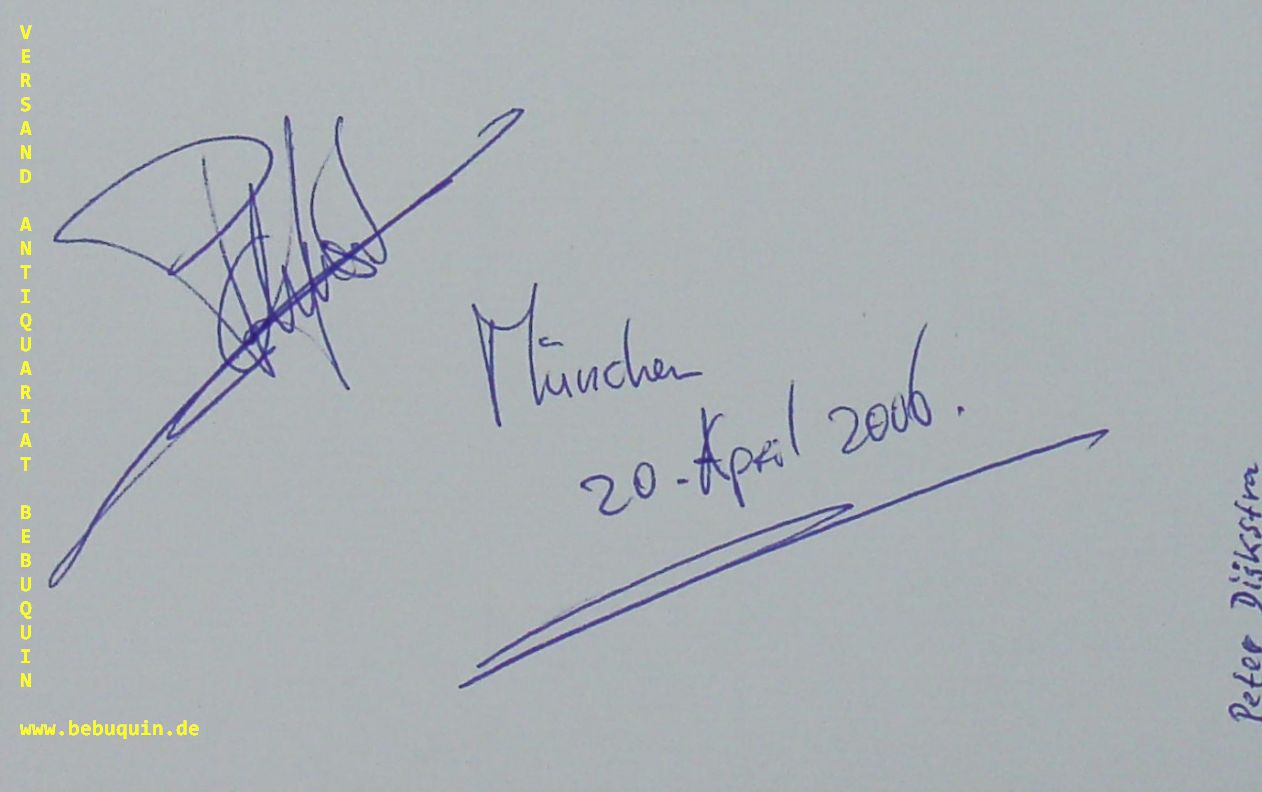 VERSAND ANTIQUARIAT BEBUQUIN
www.bebuquin.de
München
20. April 2006.
Peter Dijkstra